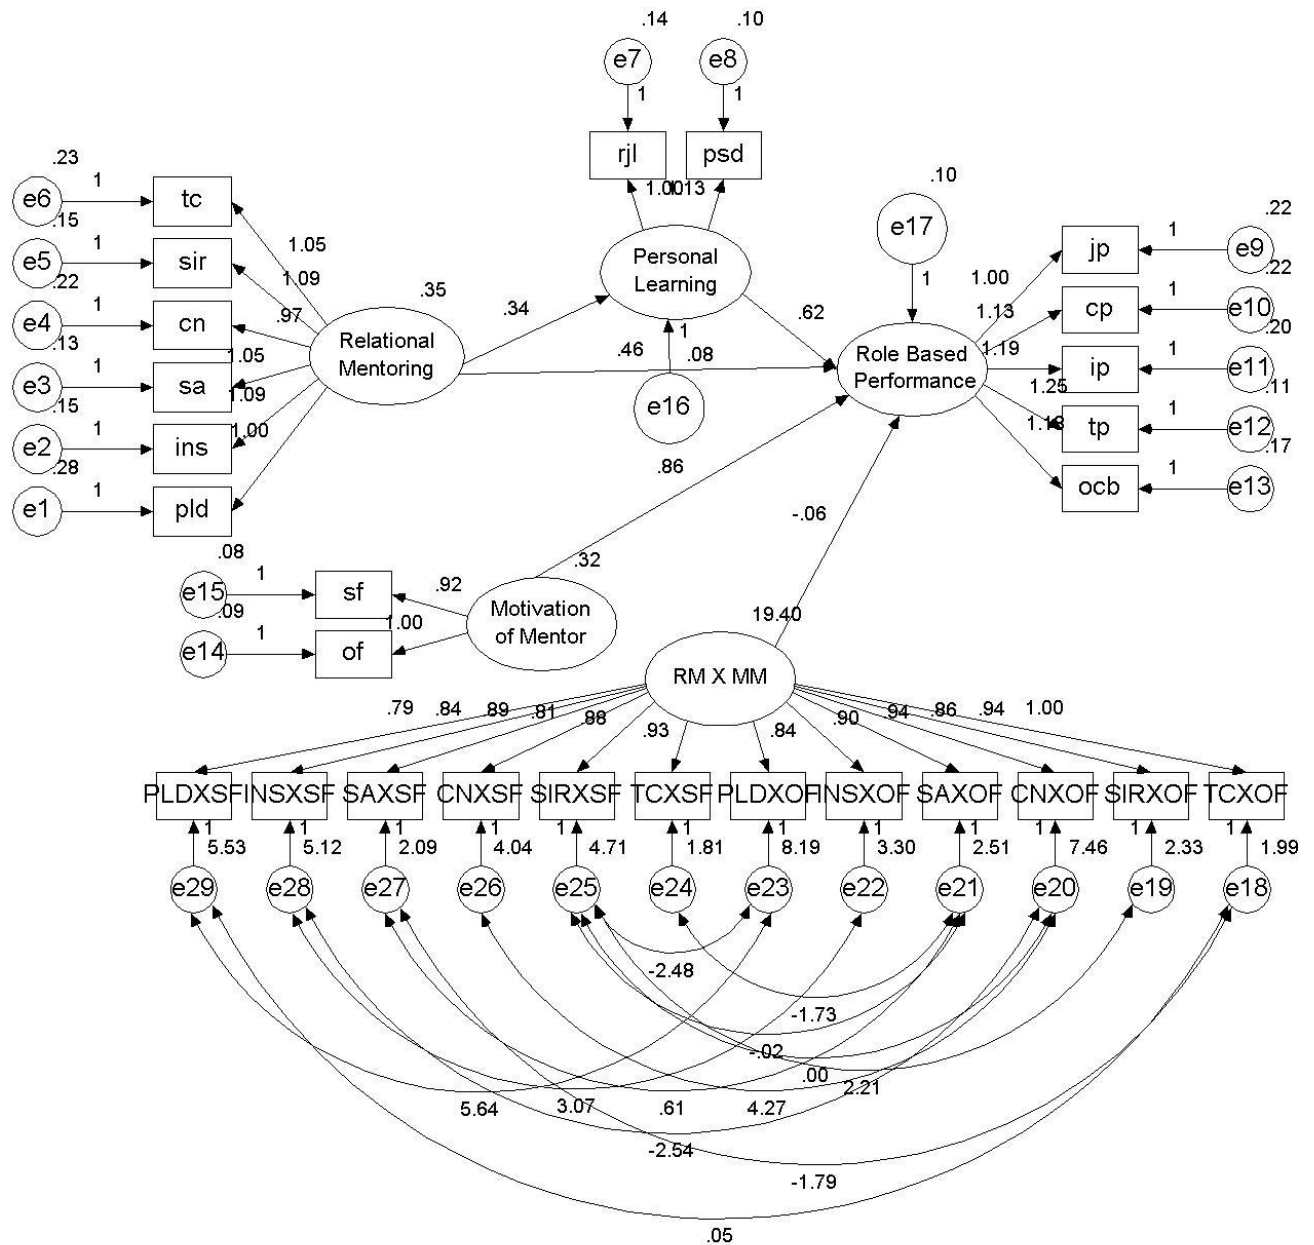 .14
.10
e7
e8
1
1
rjl
psd
1.00
1.13
.23
1
e6
tc
.15
1
e5
sir
.22
1
e4
cn
.13
1
e3
sa
.15
1
e2
ins
.28
1
e1
pld
1.05
1.09
.97
1.05
1.09
1.00
.35
Relational
Mentoring
.34
Personal
Learning
1
.46
.08
e16
.62
.10
e17
1
Role Based
Performance
1.00
1.13
1.19
1.25
1.18
jp
1
e9
.22
cp
1
e10
.22
ip
1
e11
.20
tp
1
e12
.11
ocb
1
e13
.17
.86
-.06
.08
1
e15
sf
.92
.09
1
e14
of
1.00
.32
Motivation
of Mentor
19.40
RM X MM
.79
.84
.89
.81
.88
.93
.84
.90
.94
.86
.94
1.00
PLDXSF
INSXSF
SAXSF
CNXSF
SIRXSF
TCXSF
PLDXOF
INSXOF
SAXOF
CNXOF
SIRXOF
TCXOF
1
1
1
1
1
1
1
1
1
1
1
1
5.53
5.12
2.09
4.04
4.71
1.81
8.19
3.30
2.51
7.46
2.33
1.99
e29
e28
e27
e26
e25
e24
e23
e22
e21
e20
e19
e18
-2.48
-1.73
-.02
.00
2.21
5.64
3.07
.61
4.27
-2.54
-1.79
.05